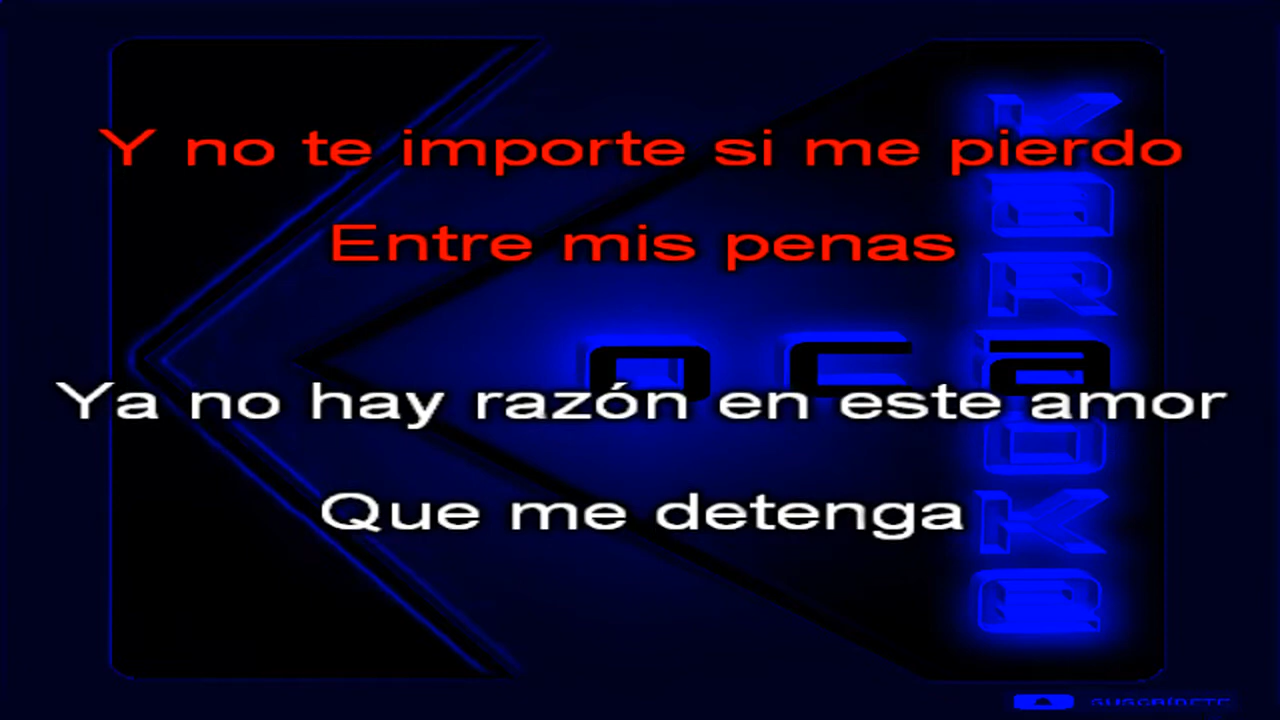 Y no te importe si me pierdo
Entre mis penas
Ya no hay razón en este amor
Que me detenga
SUSCRÍBETE